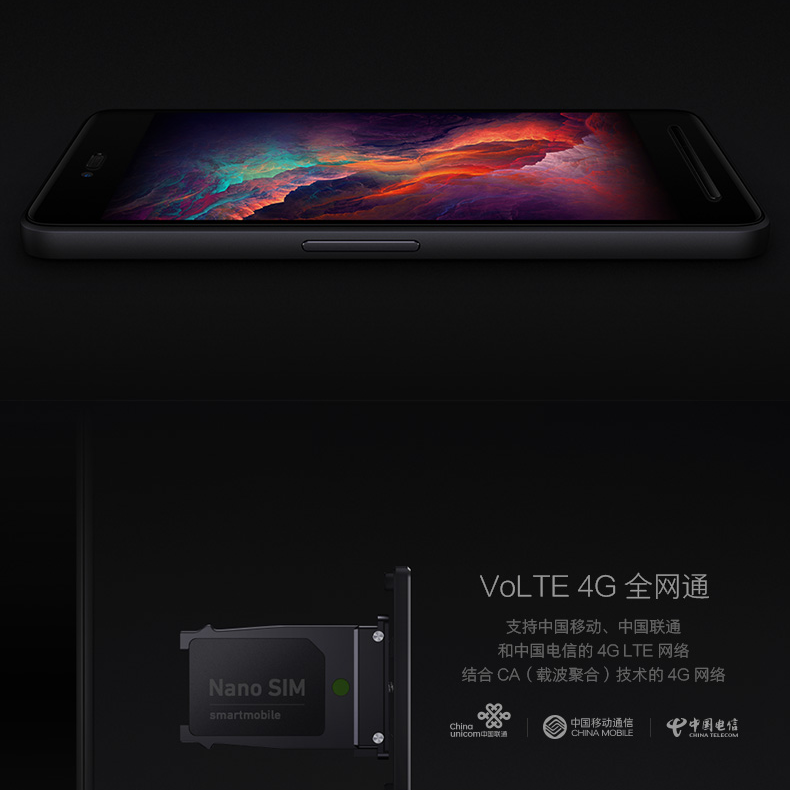 VoLTE 4G 全网通
支持中国移动、中国联通
和中国电信的 4G LTE 网络
结合 CA（载波聚合）技术的 4G 网络
Nano SIM
smartmobile
China
unicom中国联通
中国移动通信
CHINA MOBILE
中国电信
CHINA TELECOM